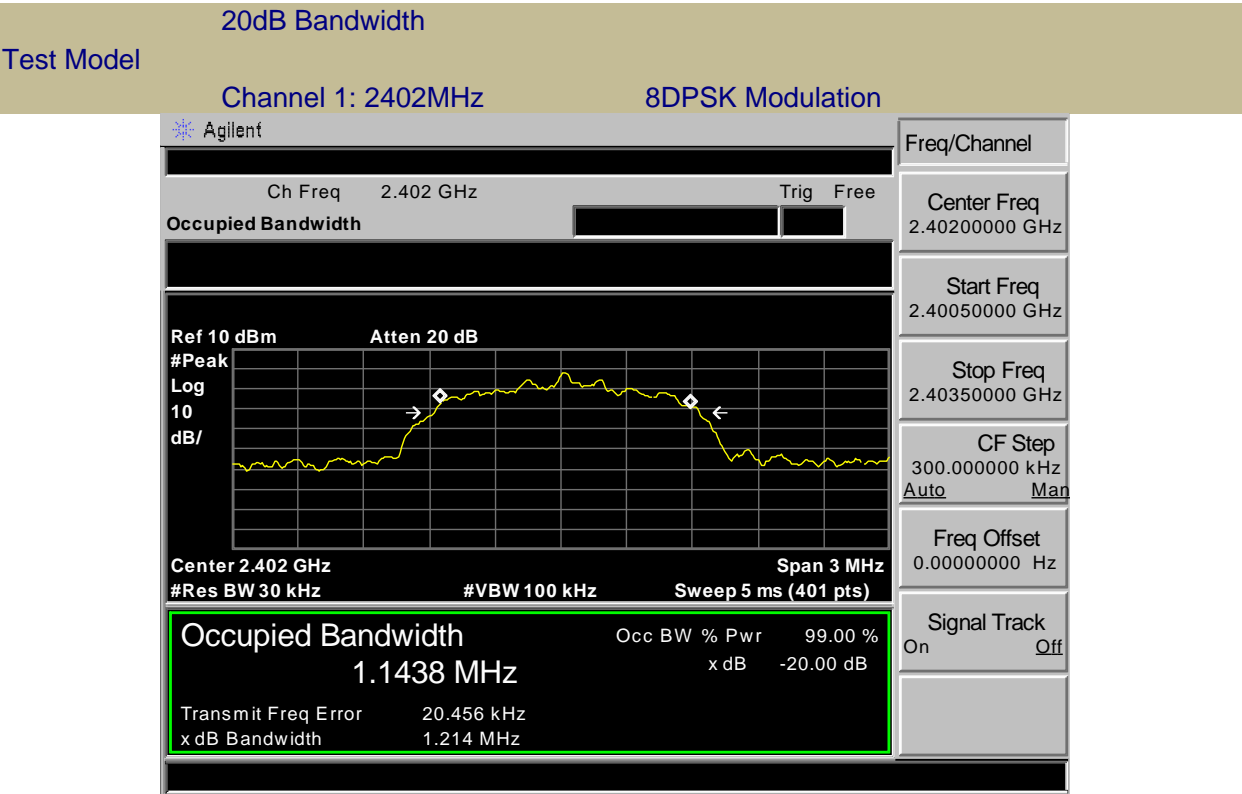 20dB Bandwidth
Test Model
Channel 1: 2402MHz 8DPSK Modulation
Agilent
Freq/Channel
Ch Freq 2.402 GHz Trig Free
Occupied Bandwidth
Center Freq
2.40200000 GHz
Start Freq
2.40050000 GHz
Stop Freq
2.40350000 GHz
CF Step
300.000000 kHz
Auto Man
Freq Offset
0.00000000 Hz
Signal Track
On Off
Ref 10 dBm Atten 20 dB
#Peak
Log
10
dB/
Center 2.402 GHz Span 3 MHz
#Res BW 30 kHz #VBW 100 kHz Sweep 5 ms (401 pts)
Occupied Bandwidth
1.1438 MHz
Occ BW % Pwr 99.00 %
x dB -20.00 dB
Transmit Freq Error 20.456 kHz
x dB Bandwidth 1.214 MHz